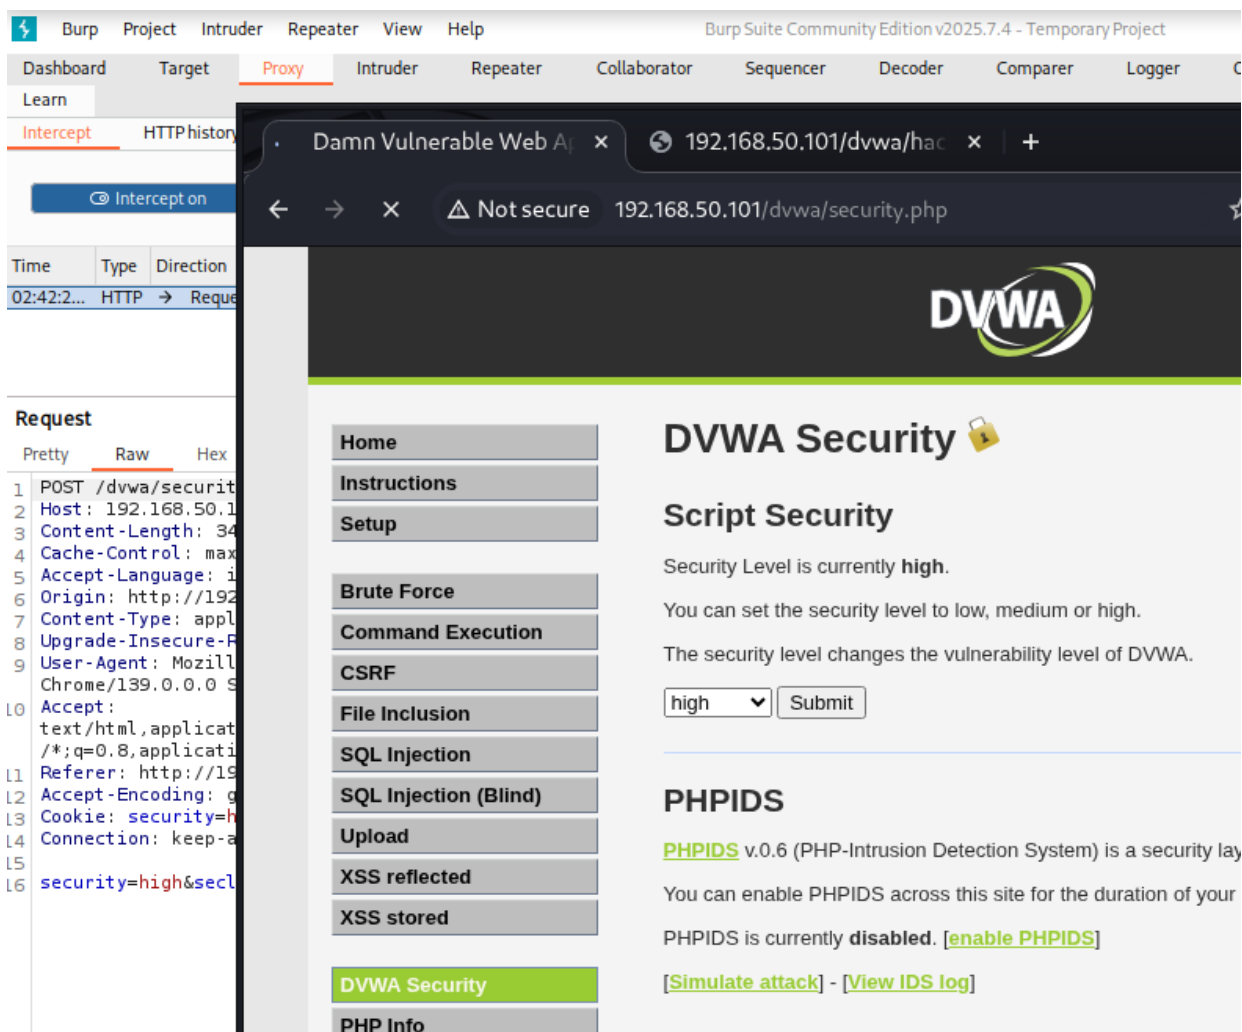 Burp Project Intruder Repeater View Help Burp Suite Community Edition v2025.7.4 - Temporary Project
Dashboard Target Proxy Intruder Repeater Collaborator Sequencer Decoder Comparer Logger
Learn
Intercept HTTP history
Intercept on
Time Type Direction
02:42:2... HTTP → Reque
Request
Pretty Raw Hex
1 POST /dvwa/securit
2 Host: 192.168.50.1
3 Content-Length: 34
4 Cache-Control: max
5 Accept-Language: i
6 Origin: http://192
7 Content-Type: appl
8 Upgrade-Insecure-R
9 User-Agent: Mozill
Chrome/139.0.0.0 S
10 Accept:
text/html,applicat
/*;q=0.8,applicati
11 Referer: http://19
12 Accept-Encoding: g
13 Cookie: security=h
14 Connection: keep-a
15
16 security=high&secl
Damn Vulnerable Web Ap × 192.168.50.101/dvwa/hac × +
Not secure 192.168.50.101/dvwa/security.php
DVWA
Home
Instructions
Setup
Brute Force
Command Execution
CSRF
File Inclusion
SQL Injection
SQL Injection (Blind)
Upload
XSS reflected
XSS stored
DVWA Security
PHP Info
DVWA Security
Script Security
Security Level is currently high.
You can set the security level to low, medium or high.
The security level changes the vulnerability level of DVWA.
high Submit
PHPIDS
PHPIDS v.0.6 (PHP-Intrusion Detection System) is a security lay
You can enable PHPIDS across this site for the duration of your
PHPIDS is currently disabled. [enable PHPIDS]
[Simulate attack] - [View IDS log]